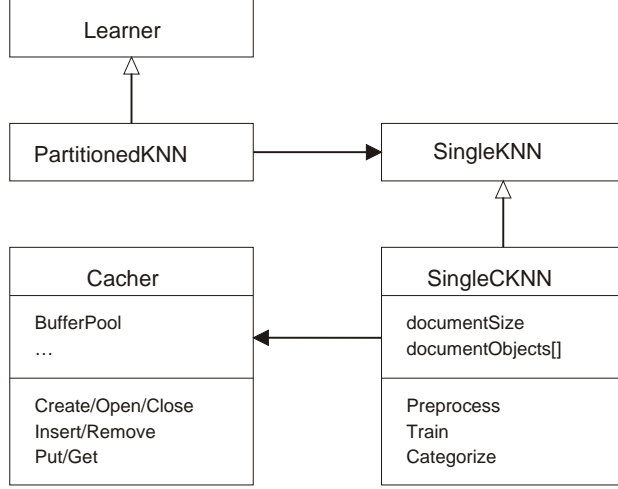 Learner
PartitionedKNN
SingleKNN
Cacher
BufferPool
…
Create/Open/Close
Insert/Remove
Put/Get
SingleCKNN
documentSize
documentObjects[]
Preprocess
Train
Categorize